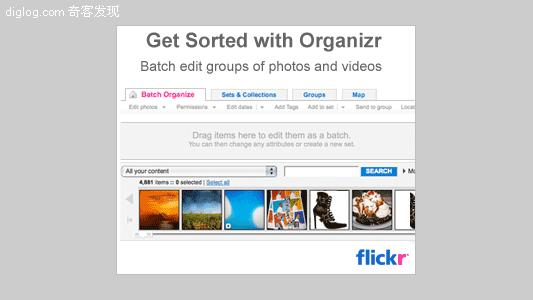 diglog.com 奇客发现
Get Sorted with Organizr
Batch edit groups of photos and videos
Batch Organize Sets & Collections Groups Map
Edit photos Permissions Edit dates Add Tags Add to set Send to group Locat
Drag items here to edit them as a batch.
You can then change any attributes or create a new set.
All your content SEARCH Mo
4,681 items :: 0 selected | Select all
flickr